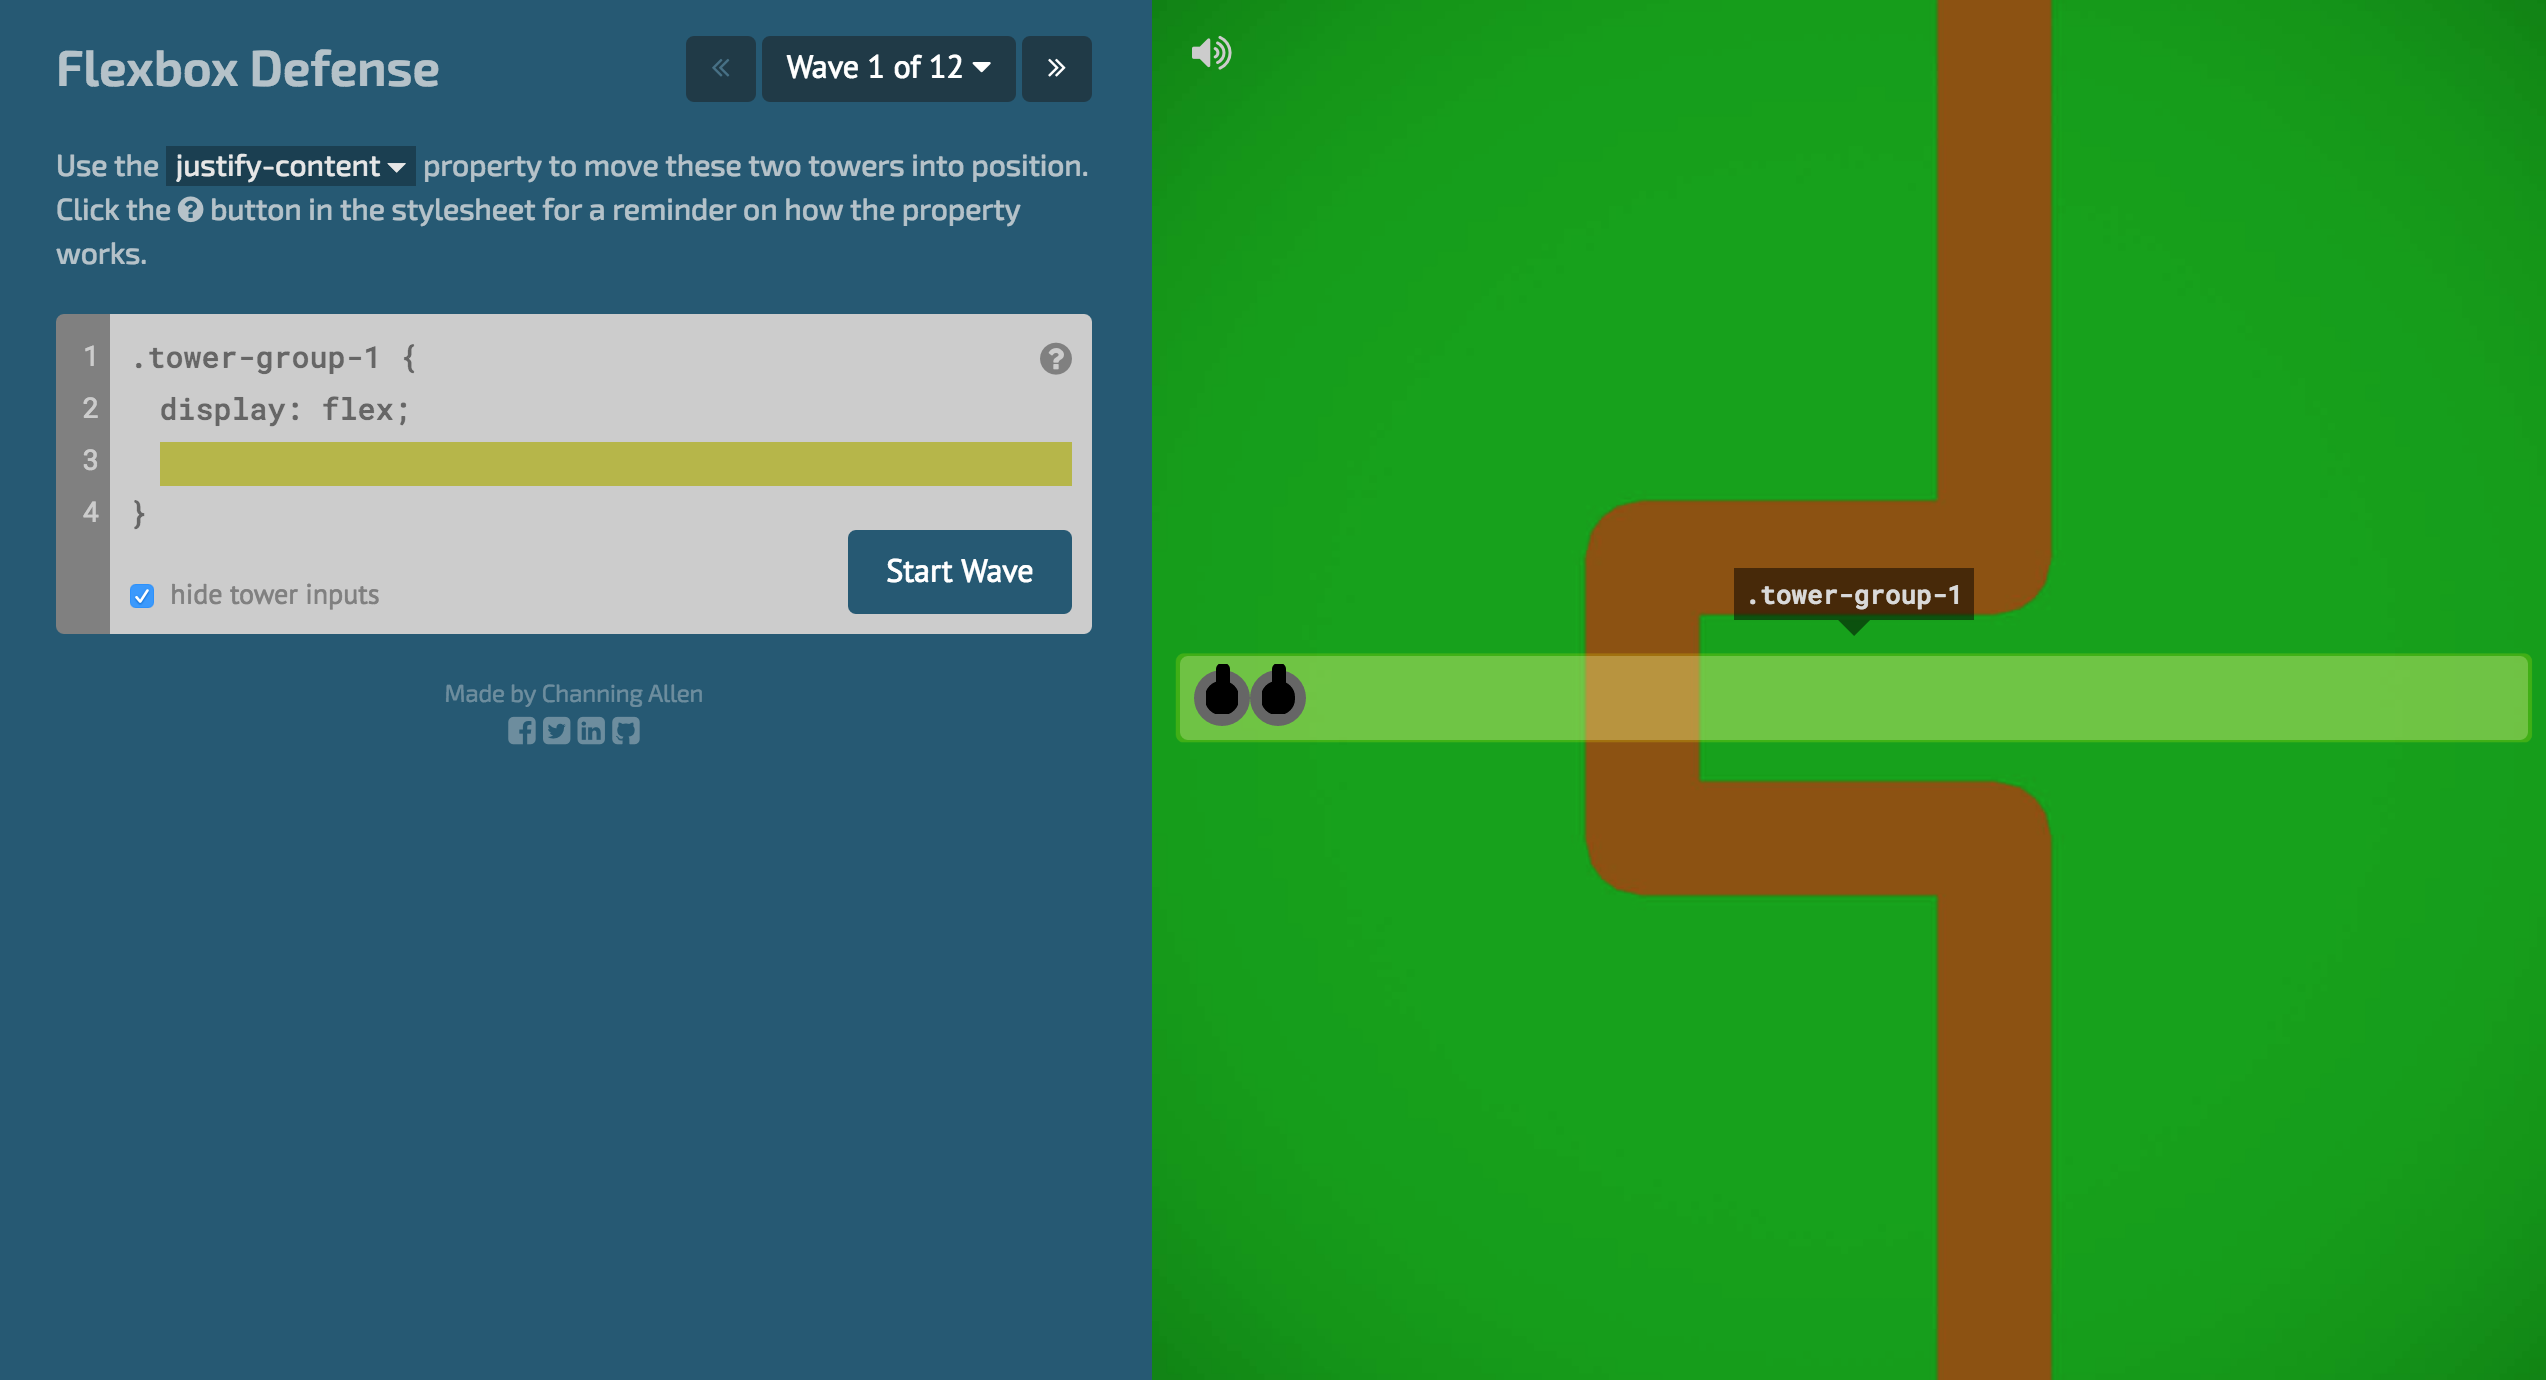 Flexbox Defense
Wave 1 of 12
Use the justify-content property to move these two towers into position.
Click the ? button in the stylesheet for a reminder on how the property
works.
1 .tower-group-1 {
?
2 display: flex;
3
4 }
hide tower inputs
Start Wave
Made by Channing Allen
.tower-group-1